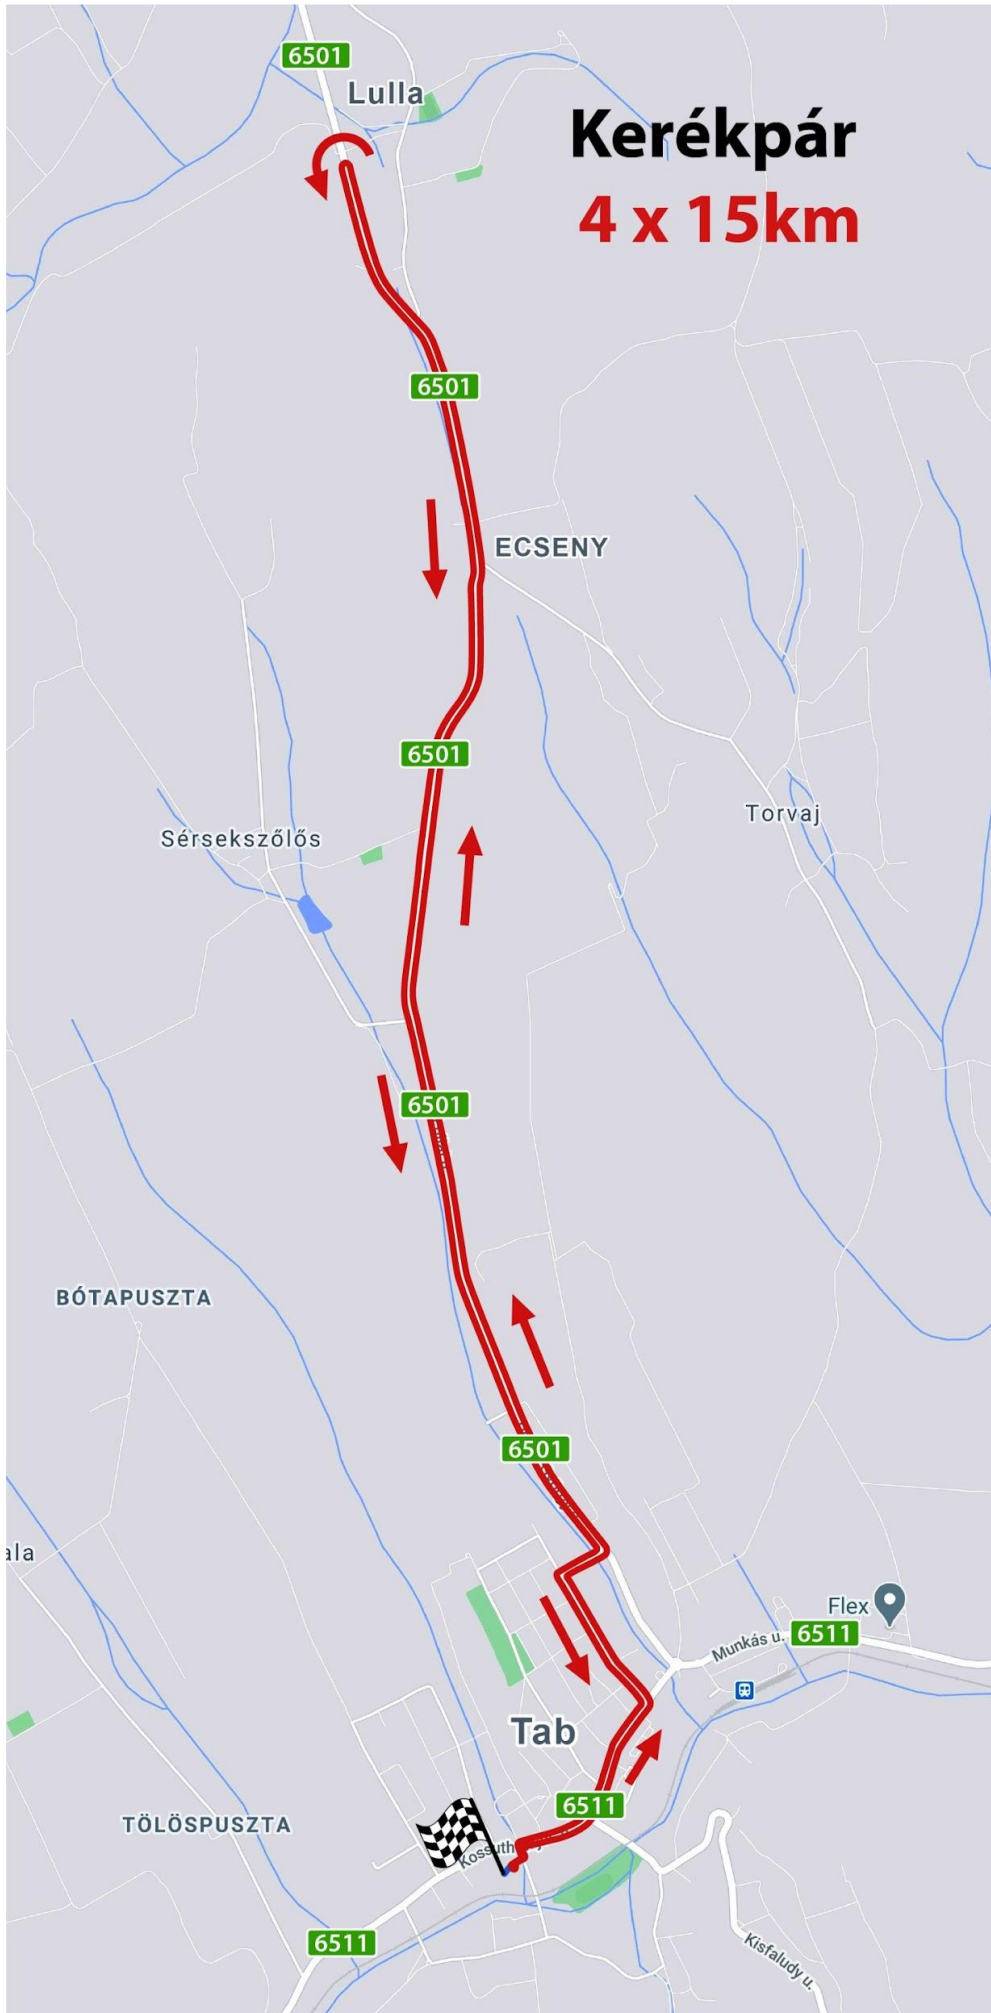 6501
Lulla
Kerékpár
4 x 15km
6501
ECSENY
6501
Torvaj
Sérsekszőlős
6501
BÓTAPUSZTA
6501
ala
Flex
Munkás u.
6511
Tab
6511
TÖLÖSPUSZTA
Kossuth
6511
Kisfaludy u.